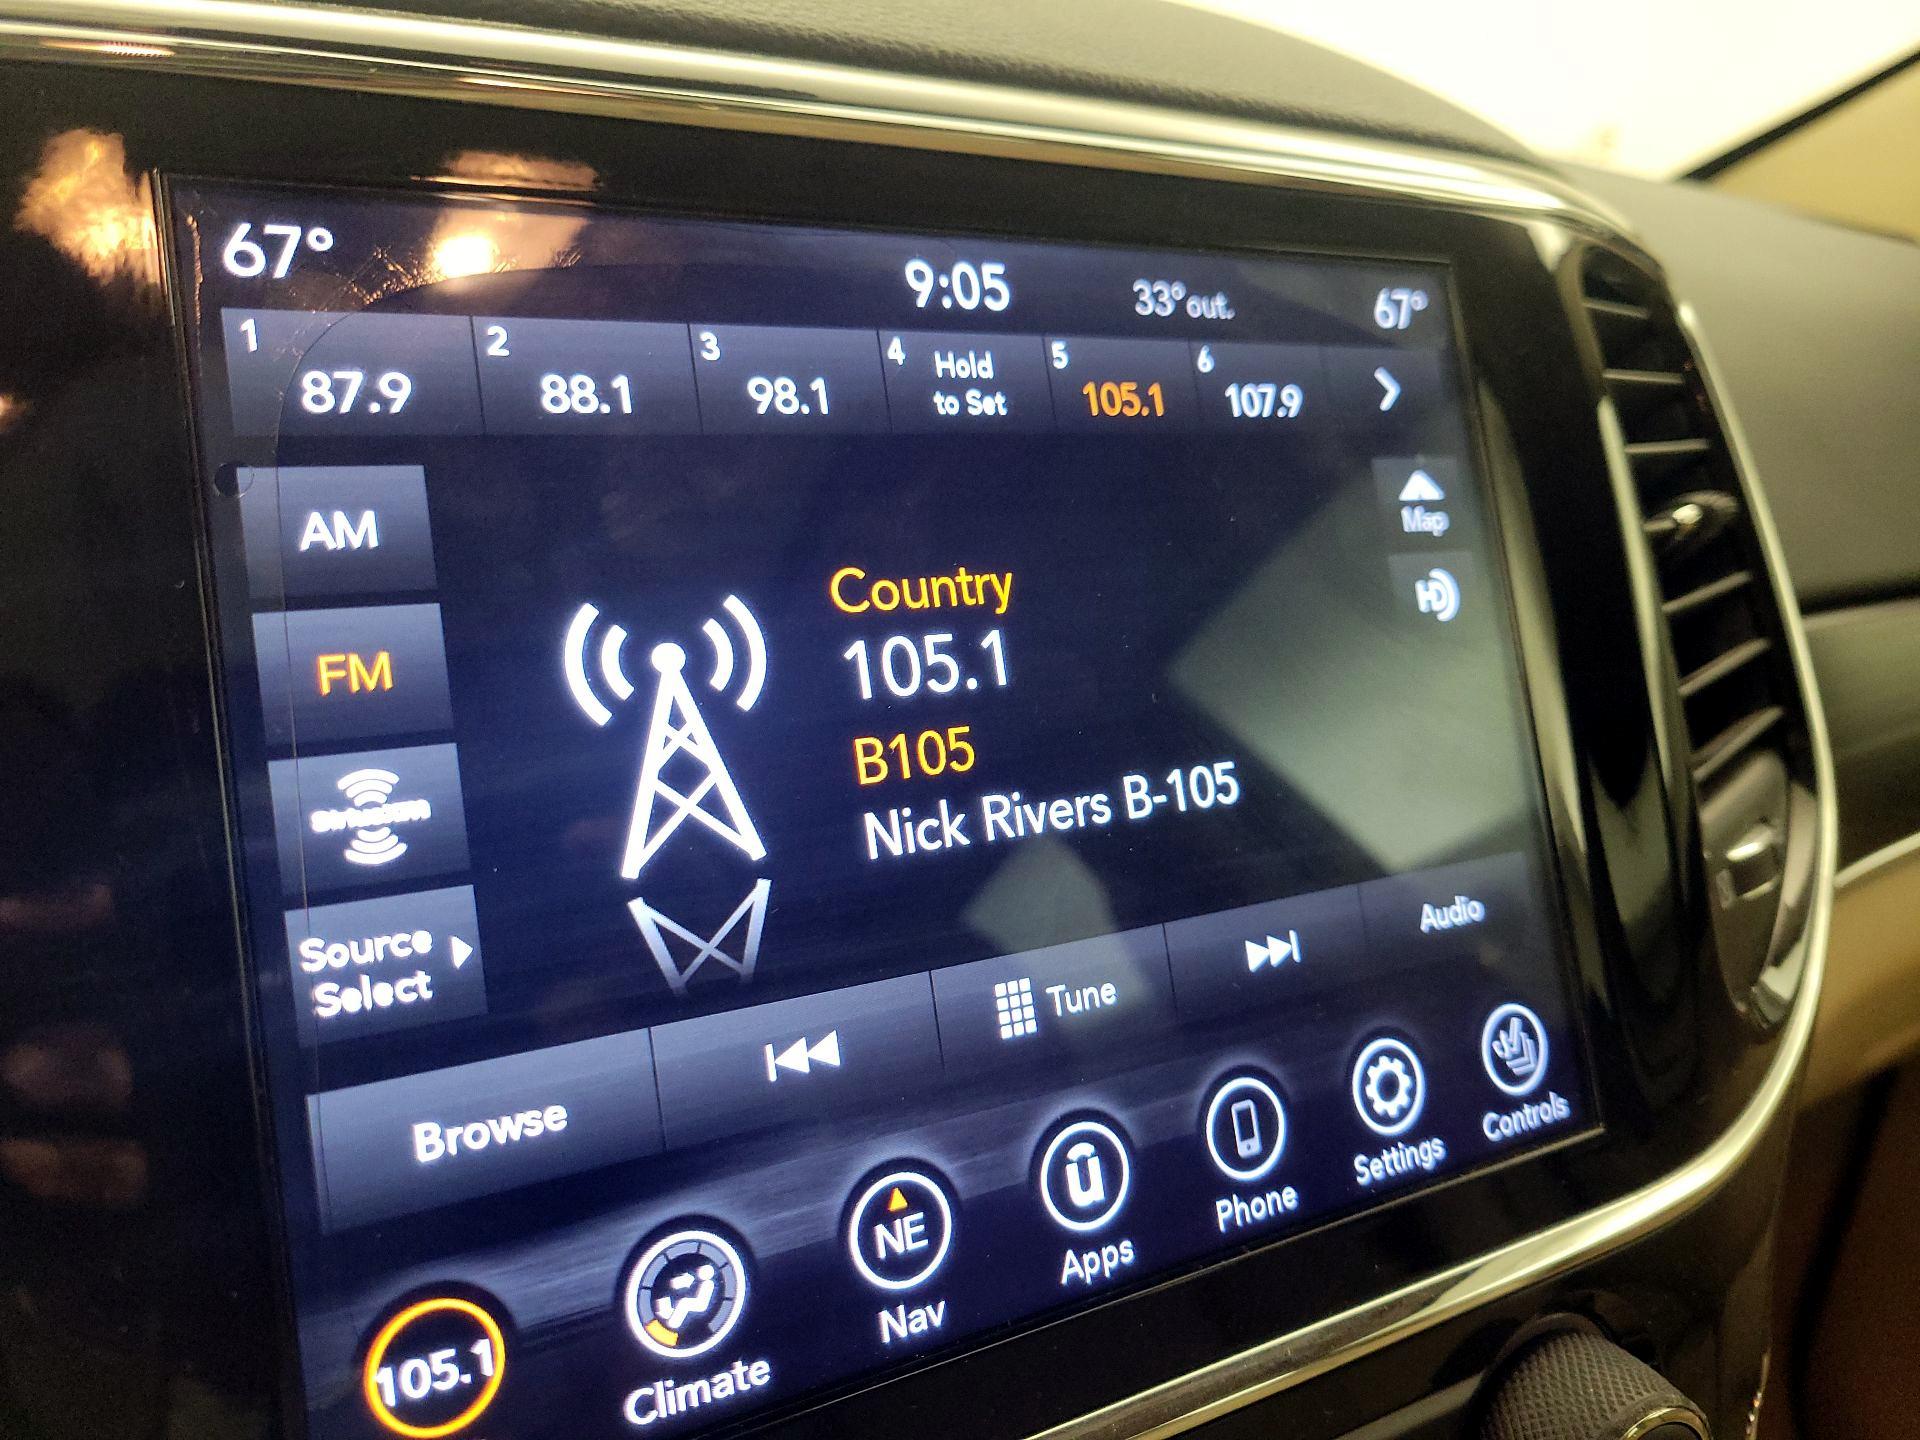 67°
9:05
33° out.
67°
1
87.9
2
88.1
3
98.1
4
Hold
to Set
5
105.1
6
107.9
AM
FM
SiriusXM
Source
Select
Country
105.1
B105
Nick Rivers B-105
Map
HD
Browse
Tune
Audio
105.1
Climate
NE
Nav
ū
Apps
Phone
Settings
Controls